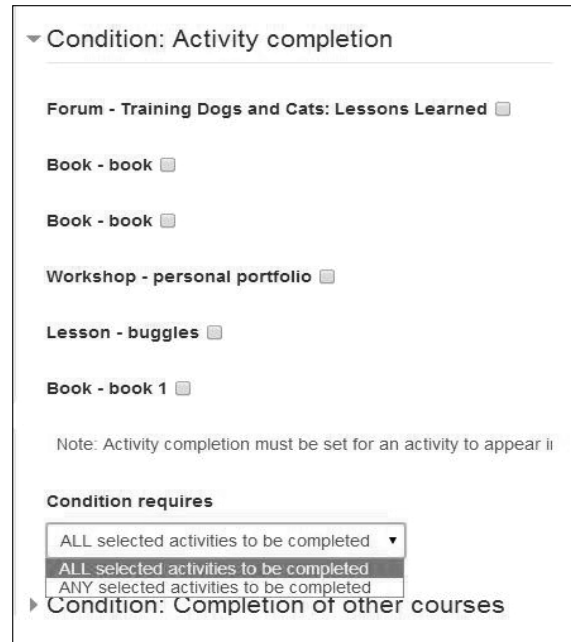 Condition: Activity completion
Forum - Training Dogs and Cats: Lessons Learned
Book - book
Book - book
Workshop - personal portfolio
Lesson - buggles
Book - book 1
Note: Activity completion must be set for an activity to appear
Condition requires
ALL selected activities to be completed
ALL selected activities to be completed
ANY selected activities to be completed
Condition: Completion of other courses